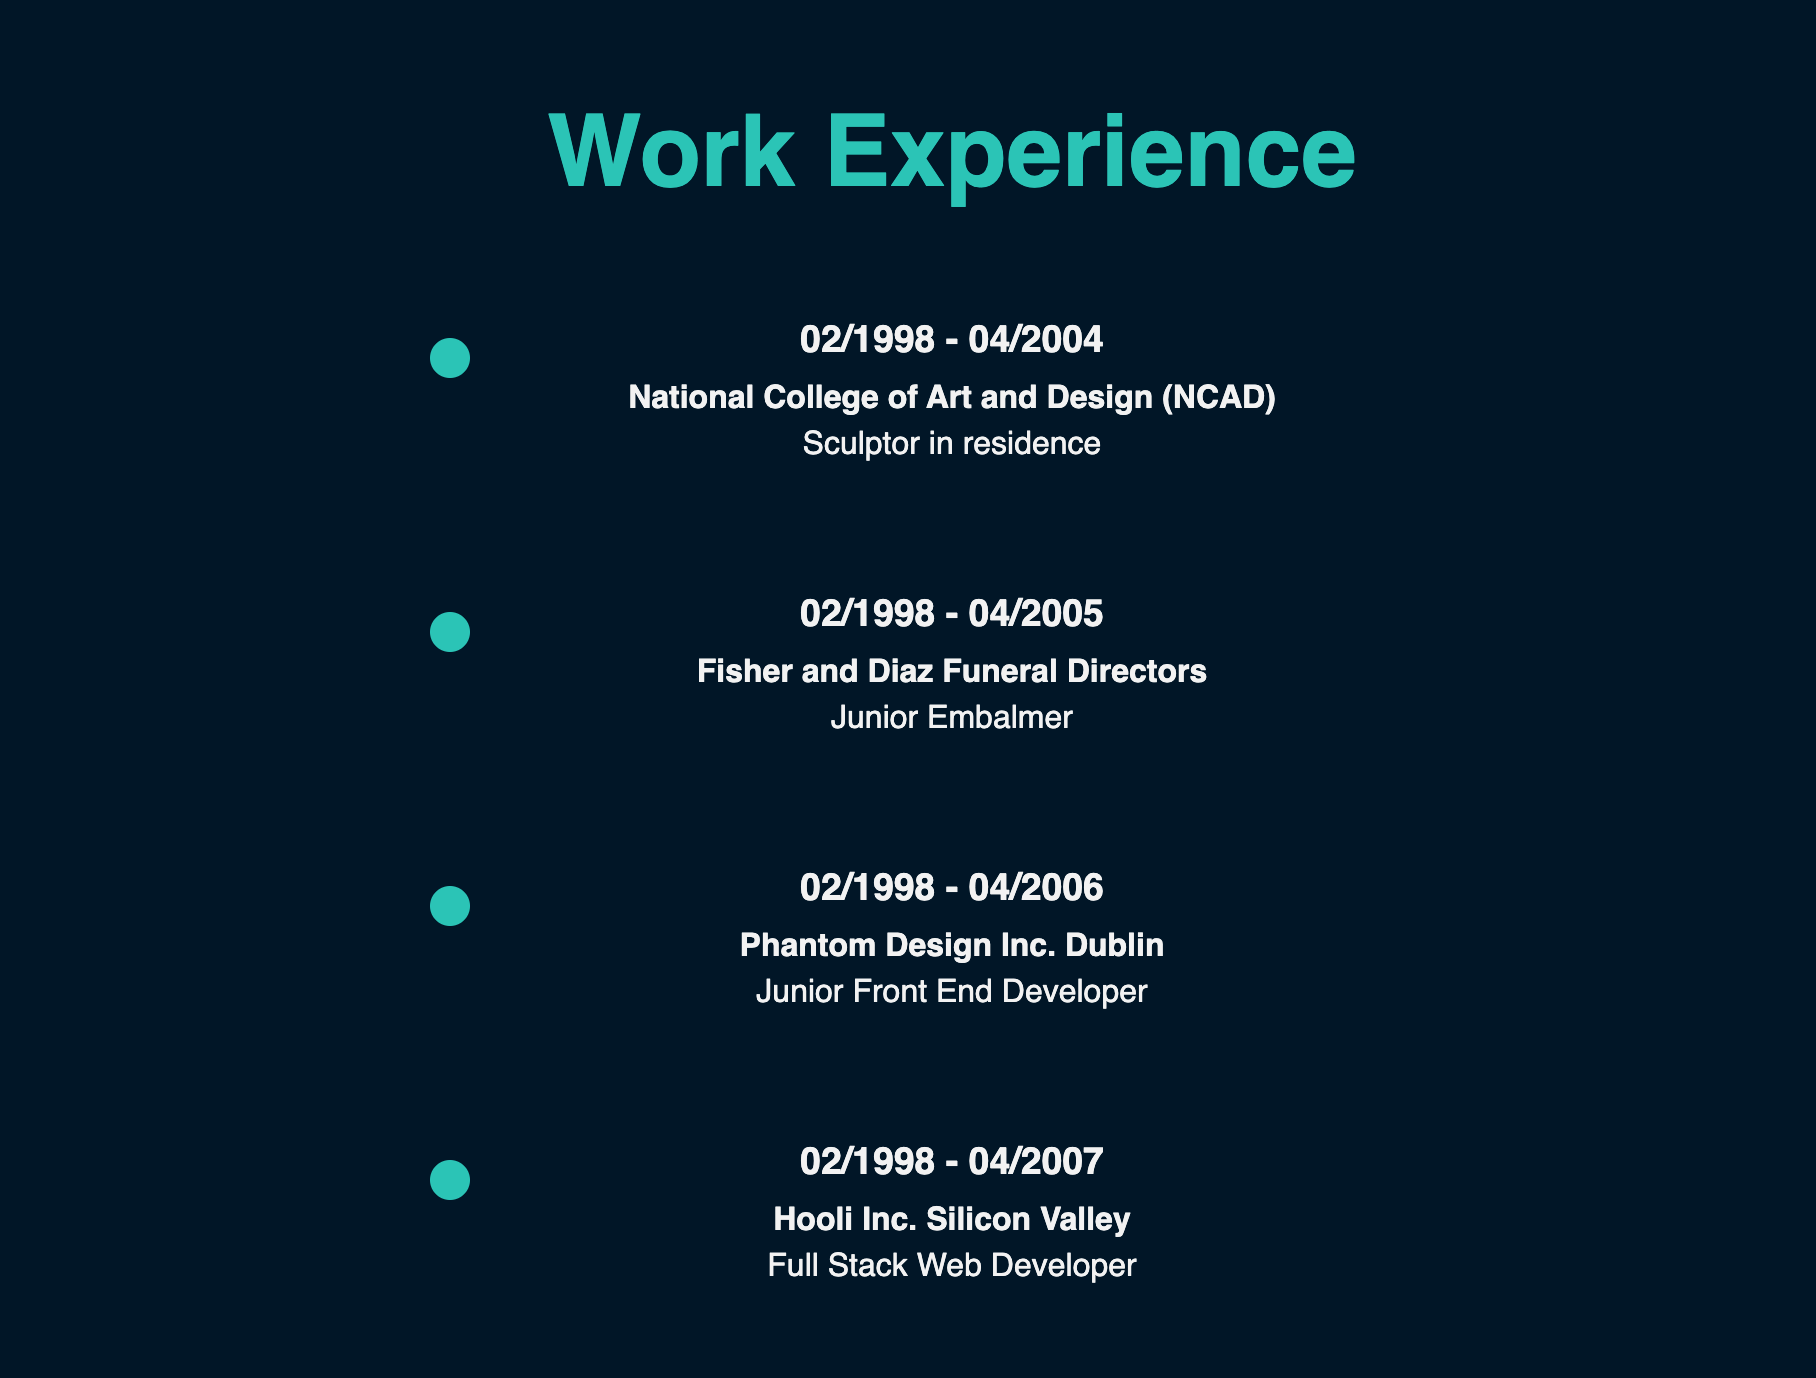 Work Experience
02/1998 - 04/2004
National College of Art and Design (NCAD)
Sculptor in residence
02/1998 - 04/2005
Fisher and Diaz Funeral Directors
Junior Embalmer
02/1998 - 04/2006
Phantom Design Inc. Dublin
Junior Front End Developer
02/1998 - 04/2007
Hooli Inc. Silicon Valley
Full Stack Web Developer